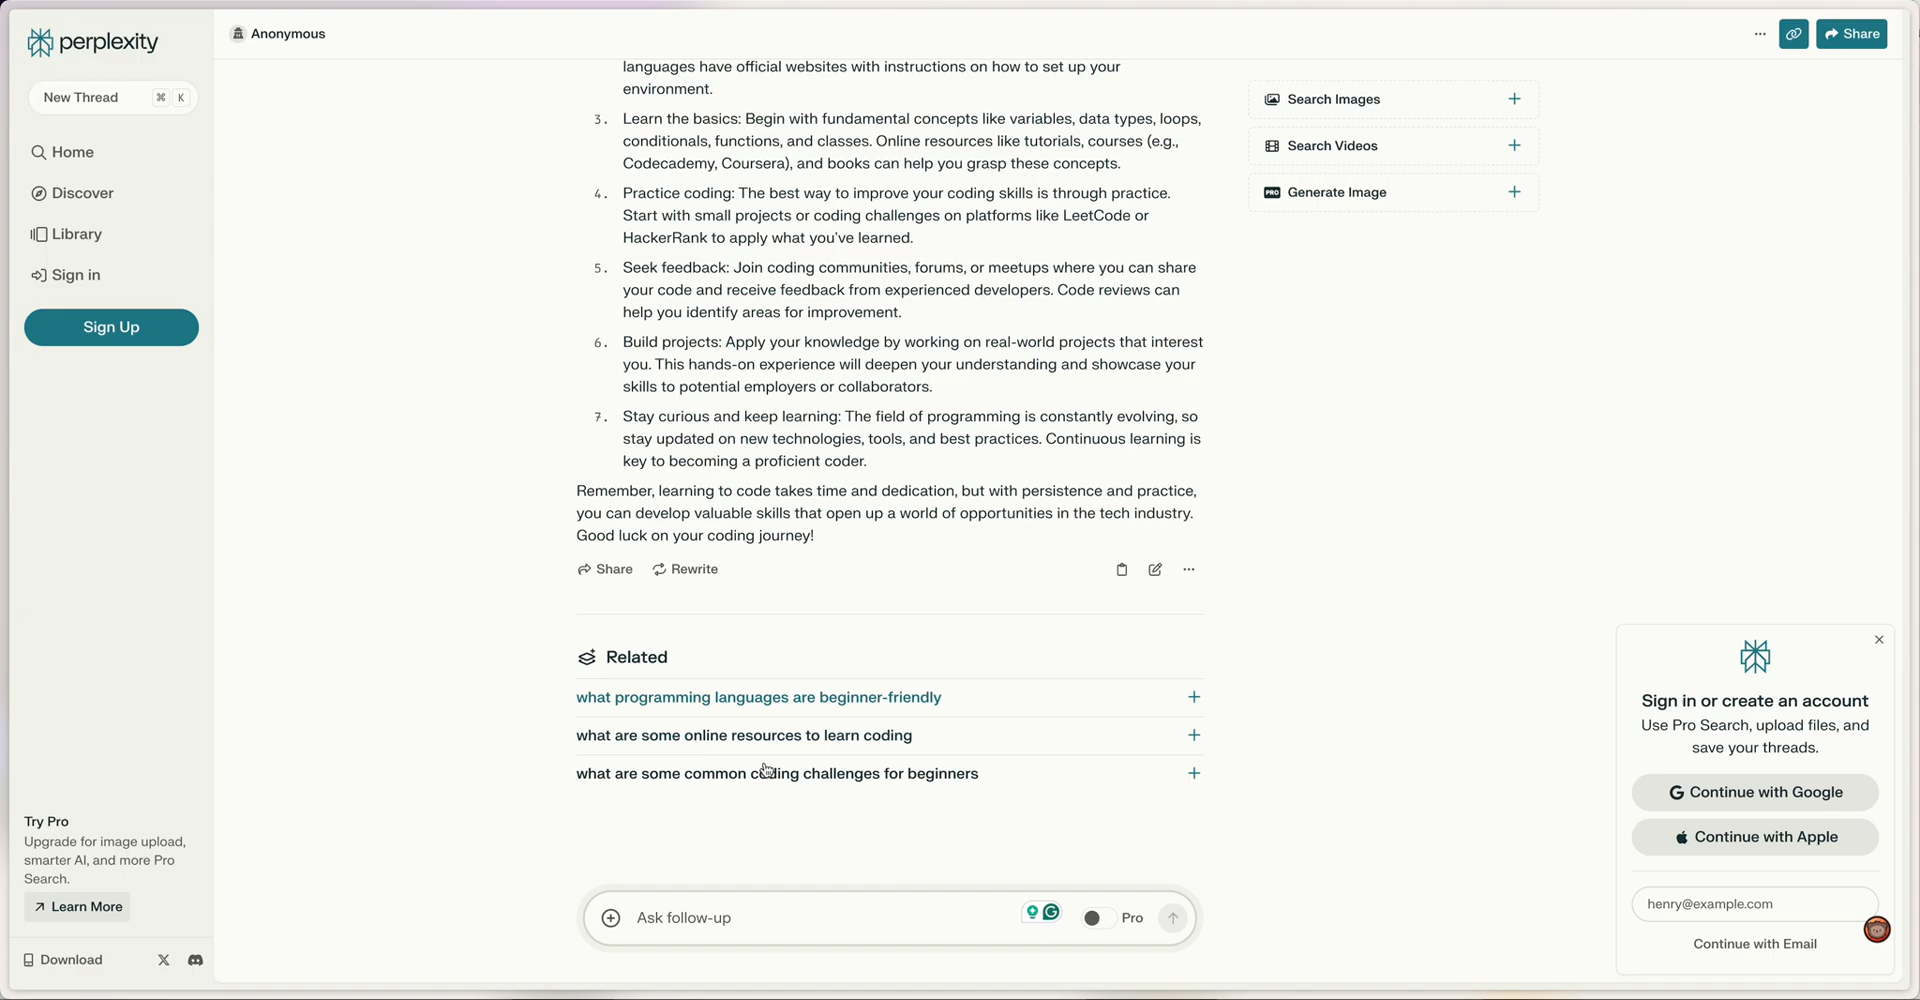 perplexity
New Thread ⌘ K
Home
Discover
Library
Sign in
Sign Up
Try Pro
Upgrade for image upload,
smarter AI, and more Pro
Search.
Learn More
Download
Anonymous
Share
languages have official websites with instructions on how to set up your
environment.
3. Learn the basics: Begin with fundamental concepts like variables, data types, loops,
conditionals, functions, and classes. Online resources like tutorials, courses (e.g.,
Codecademy, Coursera), and books can help you grasp these concepts.
4. Practice coding: The best way to improve your coding skills is through practice.
Start with small projects or coding challenges on platforms like LeetCode or
HackerRank to apply what you've learned.
5. Seek feedback: Join coding communities, forums, or meetups where you can share
your code and receive feedback from experienced developers. Code reviews can
help you identify areas for improvement.
6. Build projects: Apply your knowledge by working on real-world projects that interest
you. This hands-on experience will deepen your understanding and showcase your
skills to potential employers or collaborators.
7. Stay curious and keep learning: The field of programming is constantly evolving, so
stay updated on new technologies, tools, and best practices. Continuous learning is
key to becoming a proficient coder.
Remember, learning to code takes time and dedication, but with persistence and practice,
you can develop valuable skills that open up a world of opportunities in the tech industry.
Good luck on your coding journey!
Share Rewrite
Related
what programming languages are beginner-friendly
what are some online resources to learn coding
what are some common coding challenges for beginners
Ask follow-up
Pro
Search Images
Search Videos
PRO Generate Image
Sign in or create an account
Use Pro Search, upload files, and
save your threads.
Continue with Google
Continue with Apple
henry@example.com
Continue with Email